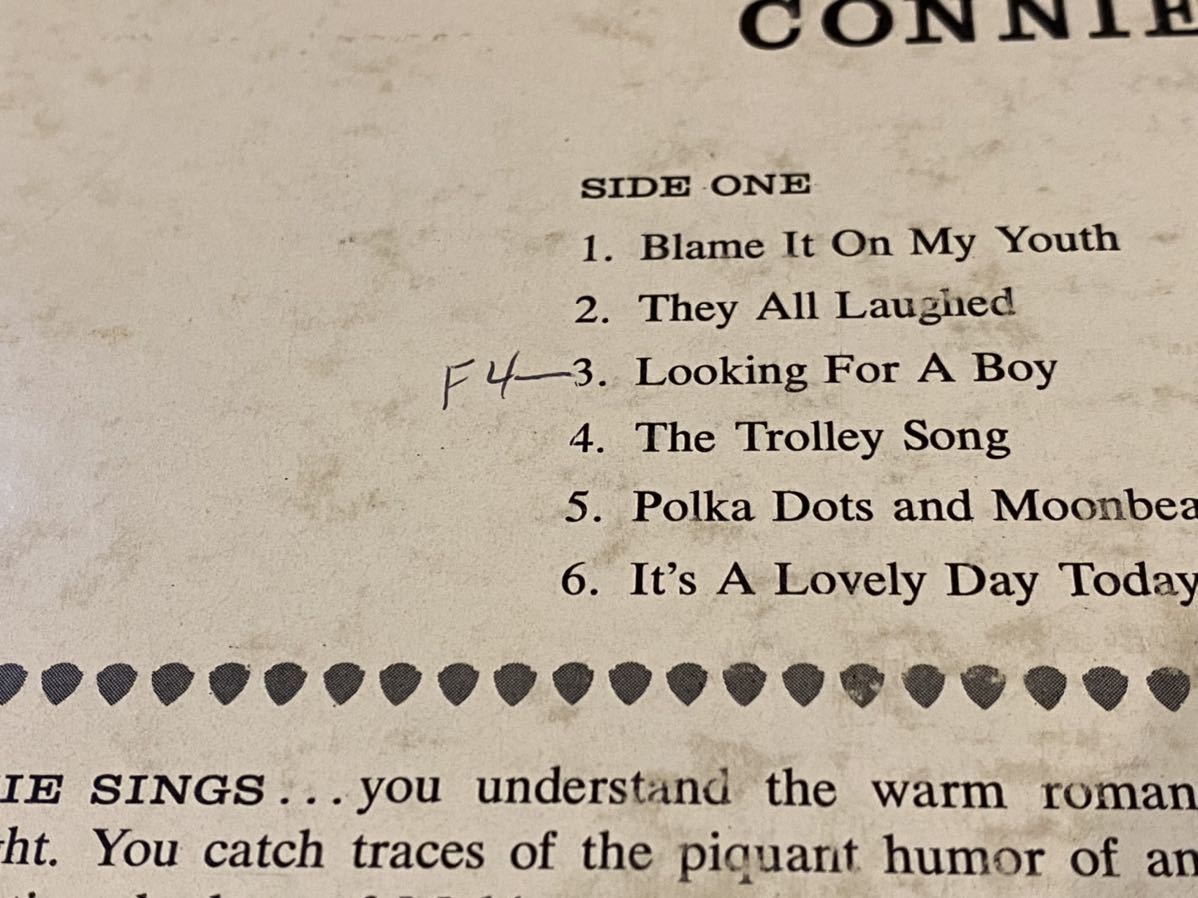 CONNIE
SIDE ONE
1. Blame It On My Youth
2. They All Laughed
F4—3. Looking For A Boy
4. The Trolley Song
5. Polka Dots and Moonbea
6. It's A Lovely Day Today
IE SINGS...you understand the warm roman
ht. You catch traces of the piquant humor of an